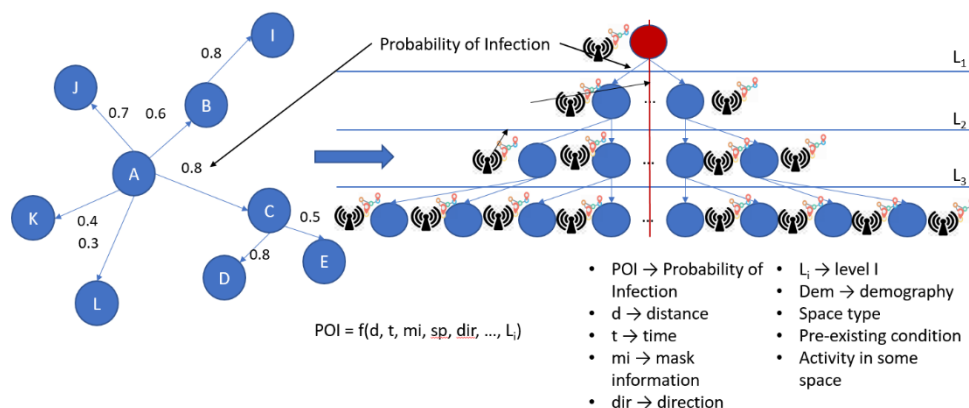 I
0.8
Probability of Infection
L₁
J
B
0.7
0.6
...
L₂
A
0.8
...
L₃
K
0.4
C
0.5
0.3
...
0.8
E
D
L
POI = f(d, t, mi, sp, dir, ..., Lᵢ)
• POI → Probability of
Infection
• d → distance
• t → time
• mi → mask
information
• dir → direction
• Lᵢ → level I
• Dem → demography
• Space type
• Pre-existing condition
• Activity in some
space